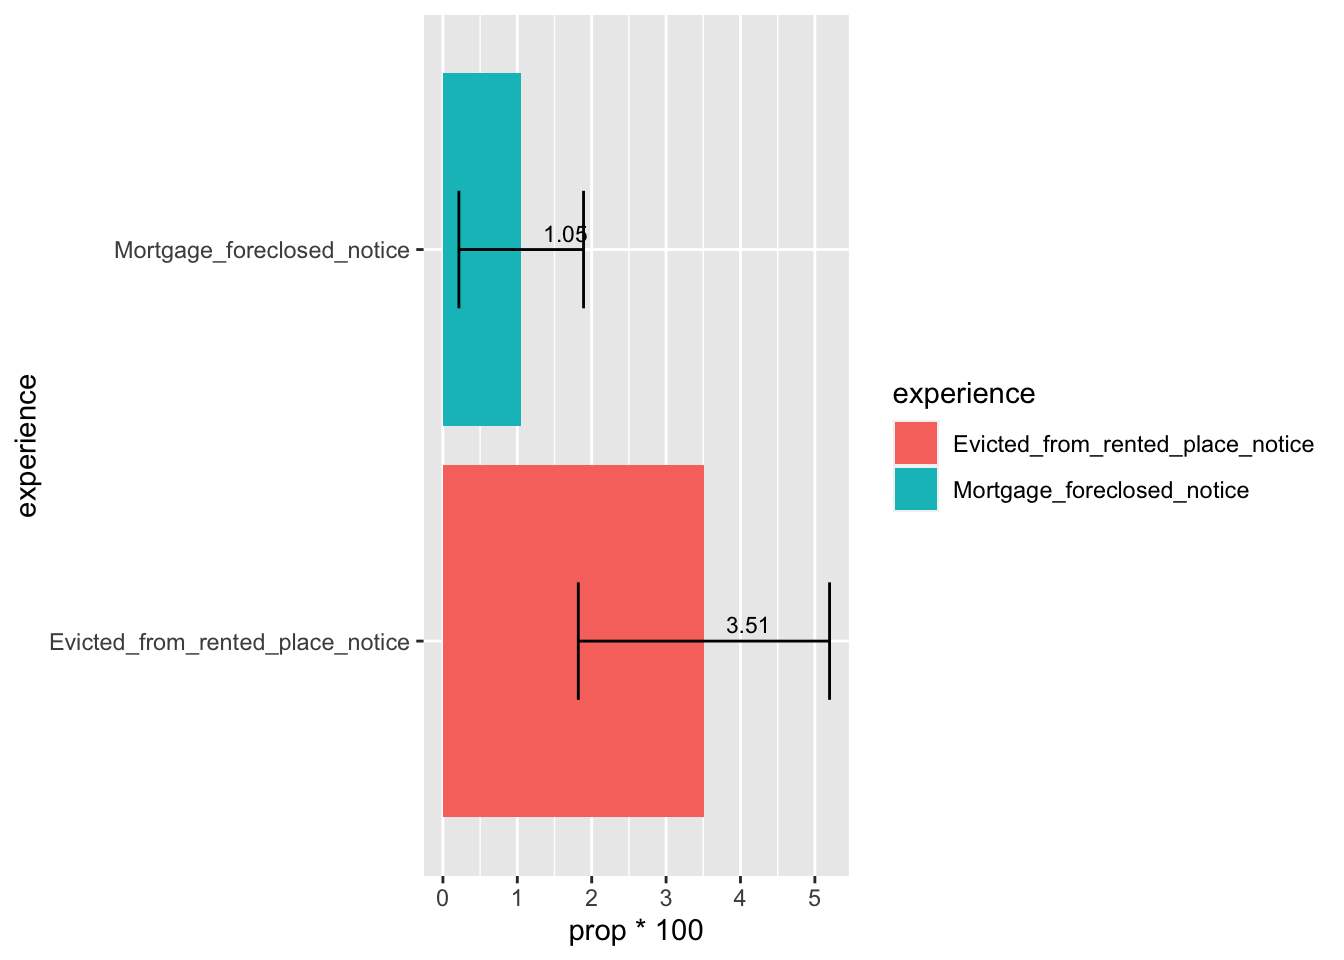 Mortgage_foreclosed_notice
1.05
experience
Evicted_from_rented_place_notice
3.51
0 1 2 3 4 5
prop * 100
experience
Evicted_from_rented_place_notice
Mortgage_foreclosed_notice